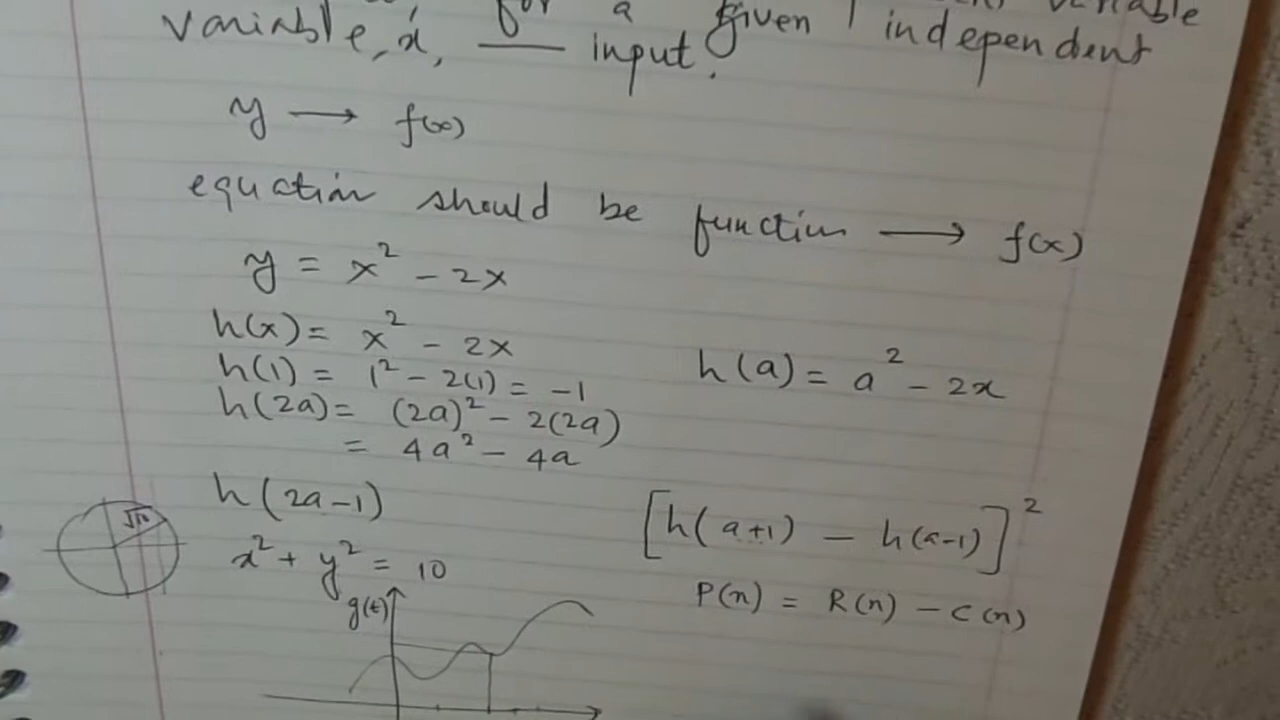 variable
variable, x, for a given independent
input.
y → f(x)
equation should be function → f(x)
y = x² - 2x
h(x) = x² - 2x
h(1) = 1² - 2(1) = -1
h(a) = a² - 2x
h(2a) = (2a)² - 2(2a)
= 4a² - 4a
h(2a-1)
[h(a+1) - h(a-1)]²
√10
x² + y² = 10
P(n) = R(n) - C(n)
g(t)